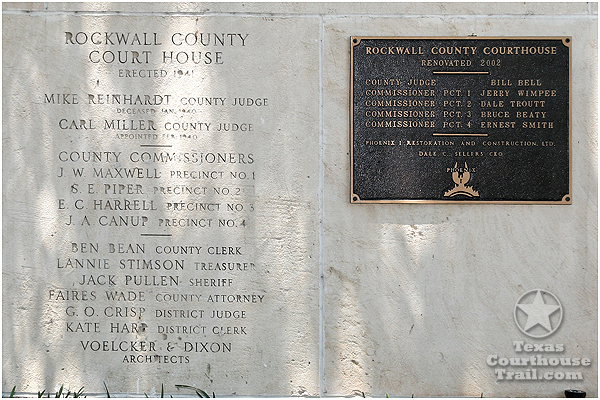 ROCKWALL COUNTY
COURT HOUSE
ERECTED 1941
MIKE REINHARDT COUNTY JUDGE
DECEASED JAN. 1940
CARL MILLER COUNTY JUDGE
APPOINTED FEB. 1940
COUNTY COMMISSIONERS
J. W. MAXWELL PRECINCT NO. 1
S. E. PIPER PRECINCT NO. 2
E. C. HARRELL PRECINCT NO. 3
J. A. CANUP PRECINCT NO. 4
BEN BEAN COUNTY CLERK
LANNIE STIMSON TREASURER
JACK PULLEN SHERIFF
FAIRES WADE COUNTY ATTORNEY
G. O. CRISP DISTRICT JUDGE
KATE HART DISTRICT CLERK
VOELCKER & DIXON
ARCHITECTS
ROCKWALL COUNTY COURTHOUSE
RENOVATED 2002
COUNTY JUDGE BILL BELL
COMMISSIONER PCT. 1 JERRY WIMPEE
COMMISSIONER PCT. 2 DALE TROUTT
COMMISSIONER PCT. 3 BRUCE BEATY
COMMISSIONER PCT. 4 ERNEST SMITH
PHOENIX I RESTORATION AND CONSTRUCTION, LTD.
DALE C. SELLERS CEO
PHOENIX
Texas
Courthouse
Trail.com